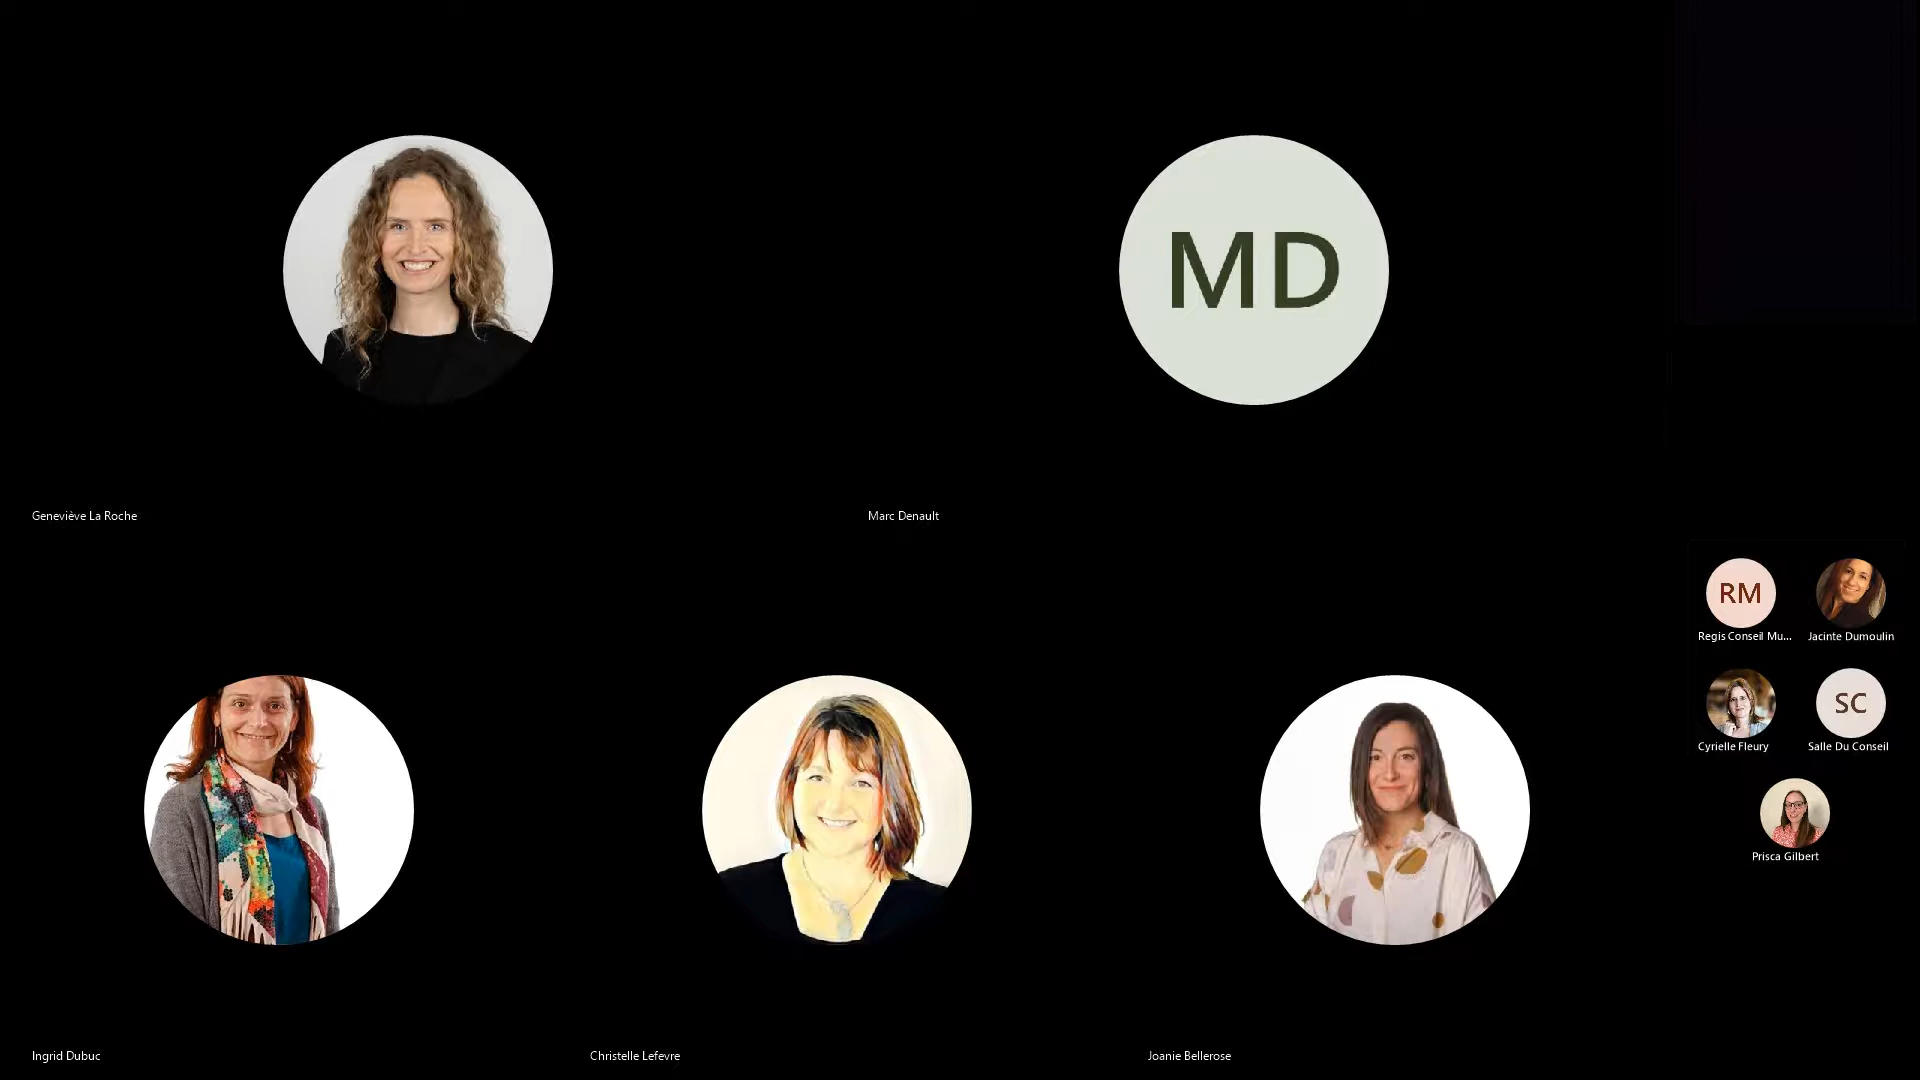 MD
Geneviève La Roche
Marc Denault
RM
Regis Conseil Mu...
Jacinte Dumoulin
SC
Cyrielle Fleury
Salle Du Conseil
Prisca Gilbert
Ingrid Dubuc
Christelle Lefevre
Joanie Bellerose